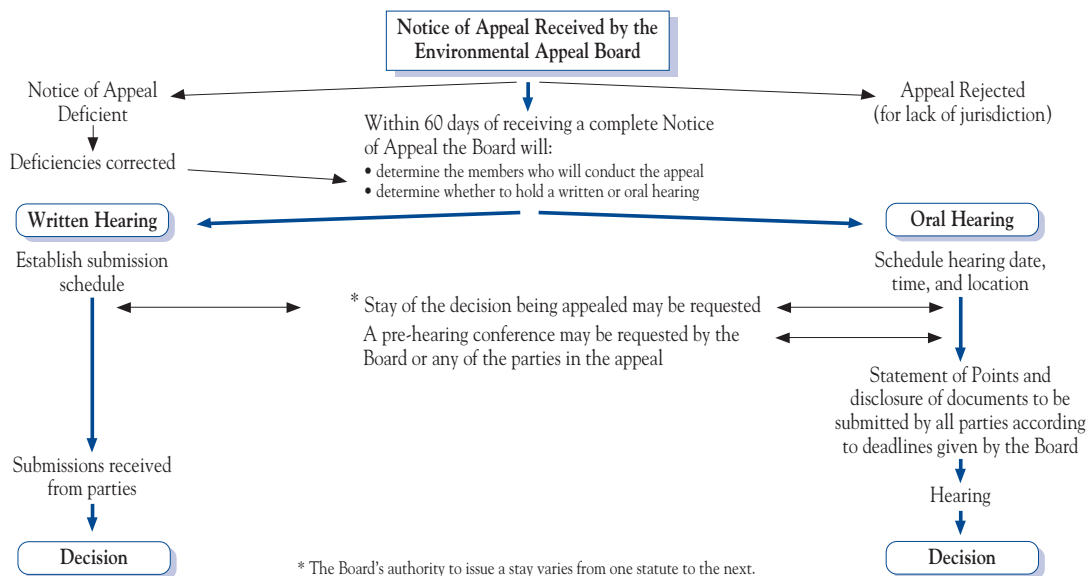 Notice of Appeal Received by the
Environmental Appeal Board
Notice of Appeal
Deficient
Appeal Rejected
(for lack of jurisdiction)
Deficiencies corrected
Within 60 days of receiving a complete Notice
of Appeal the Board will:
• determine the members who will conduct the appeal
• determine whether to hold a written or oral hearing
Written Hearing
Oral Hearing
Establish submission
schedule
Schedule hearing date,
time, and location
* Stay of the decision being appealed may be requested
A pre-hearing conference may be requested by the
Board or any of the parties in the appeal
Statement of Points and
disclosure of documents to be
submitted by all parties according
to deadlines given by the Board
Submissions received
from parties
Hearing
Decision
Decision
* The Board's authority to issue a stay varies from one statute to the next.